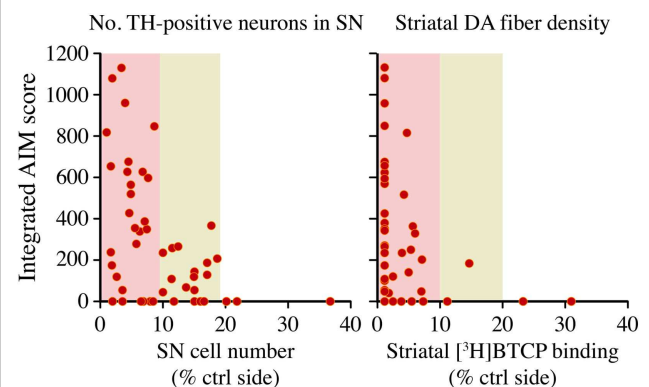 No. TH-positive neurons in SN
Striatal DA fiber density
Integrated AIM score
1200
1000
800
600
400
200
0
0 10 20 30 40
0 10 20 30 40
SN cell number
(% ctrl side)
Striatal [³H]BTCP binding
(% ctrl side)